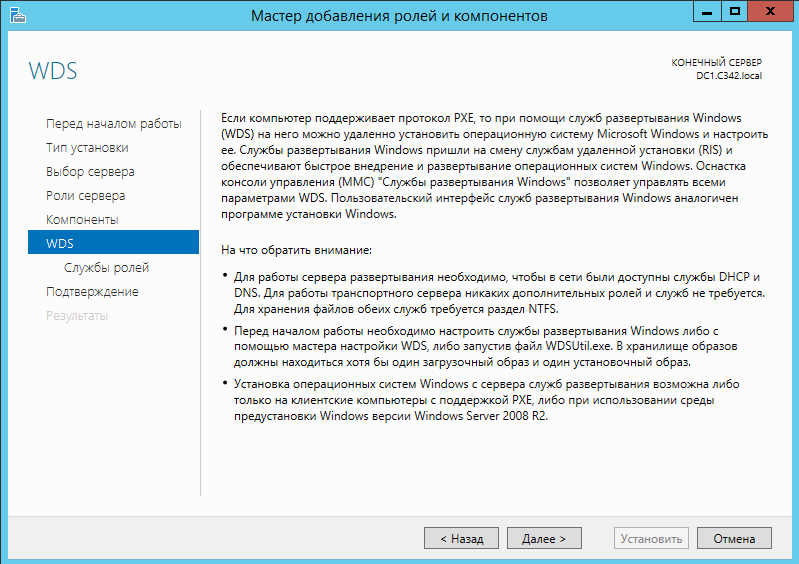 Мастер добавления ролей и компонентов
WDS
КОНЕЧНЫЙ СЕРВЕР
DC1.C342.local
Перед началом работы
Тип установки
Выбор сервера
Роли сервера
Компоненты
WDS
Службы ролей
Подтверждение
Результаты
Если компьютер поддерживает протокол PXE, то при помощи служб развертывания Windows
(WDS) на него можно удаленно установить операционную систему Microsoft Windows и настроить
ее. Службы развертывания Windows пришли на смену службам удаленной установки (RIS) и
обеспечивают быстрое внедрение и развертывание операционных систем Windows. Оснастка
консоли управления (MMC) "Службы развертывания Windows" позволяет управлять всеми
параметрами WDS. Пользовательский интерфейс служб развертывания Windows аналогичен
программе установки Windows.
На что обратить внимание:
• Для работы сервера развертывания необходимо, чтобы в сети были доступны службы DHCP и
DNS. Для работы транспортного сервера никаких дополнительных ролей и служб не требуется.
Для хранения файлов обеих служб требуется раздел NTFS.
• Перед началом работы необходимо настроить службы развертывания Windows либо с
помощью мастера настройки WDS, либо запустив файл WDSUtil.exe. В хранилище образов
должны находиться хотя бы один загрузочный образ и один установочный образ.
• Установка операционных систем Windows с сервера служб развертывания возможна либо
только на клиентские компьютеры с поддержкой PXE, либо при использовании среды
предустановки Windows версии Windows Server 2008 R2.
< Назад
Далее >
Установить
Отмена